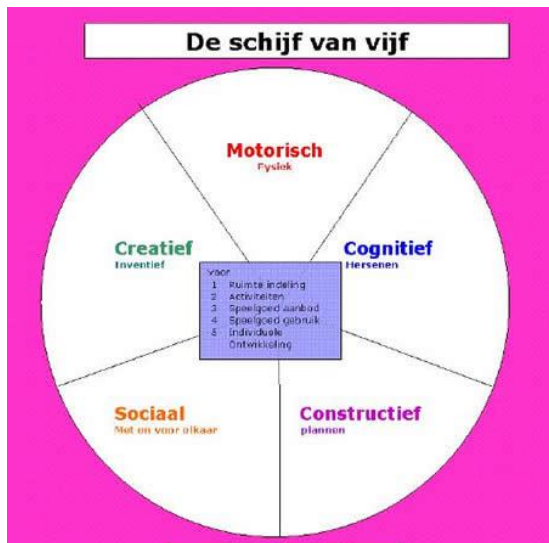 De schijf van vijf
Motorisch
Fysiek
Creatief
Inventief
Cognitief
Hersenen
voor
1 Ruimte indeling
2 Activiteiten
3 Speelgoed aanbod
4 Speelgoed gebruik
5 Individuele
Ontwikkeling
Sociaal
Met en voor elkaar
Constructief
plannen